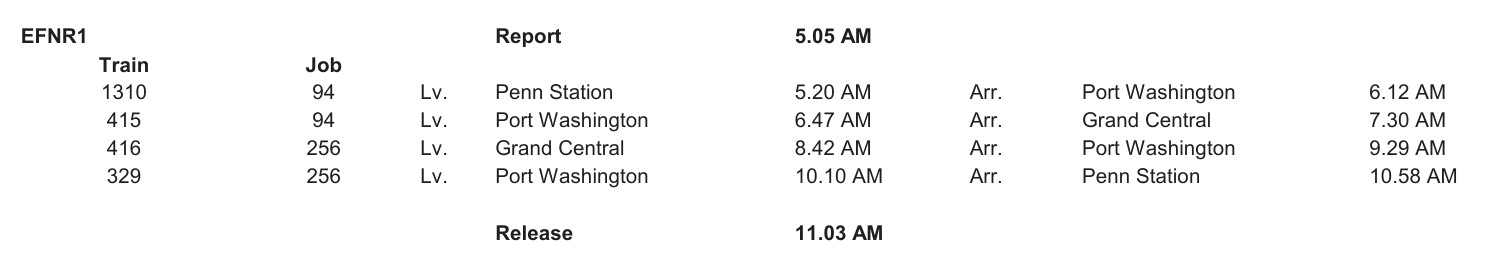 EFNR1 Report 5.05 AM
Train Job
1310 94 Lv. Penn Station 5.20 AM Arr. Port Washington 6.12 AM
415 94 Lv. Port Washington 6.47 AM Arr. Grand Central 7.30 AM
416 256 Lv. Grand Central 8.42 AM Arr. Port Washington 9.29 AM
329 256 Lv. Port Washington 10.10 AM Arr. Penn Station 10.58 AM
Release 11.03 AM